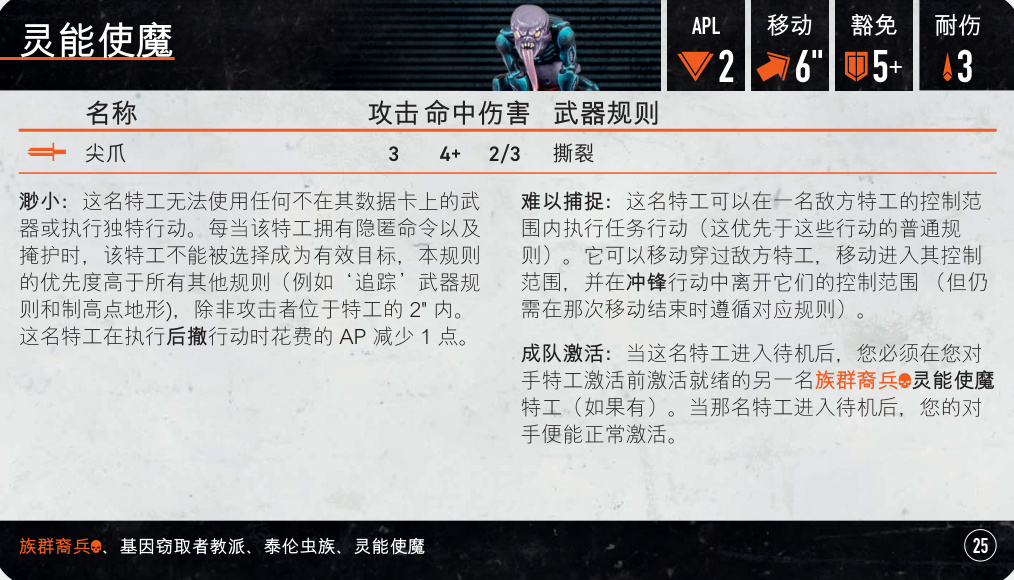 灵能使魔
APL 移动 豁免 耐伤
2 6" 5+ 3
名称 攻击 命中 伤害 武器规则
尖爪 3 4+ 2/3 撕裂
渺小：这名特工无法使用任何不在其数据卡上的武
器或执行独特行动。每当该特工拥有隐匿命令以及
掩护时，该特工不能被选择成为有效目标，本规则
的优先度高于所有其他规则（例如‘追踪’武器规
则和制高点地形)，除非攻击者位于特工的 2" 内。
这名特工在执行后撤行动时花费的 AP 减少 1 点。
难以捕捉：这名特工可以在一名敌方特工的控制范
围内执行任务行动（这优先于这些行动的普通规
则）。它可以移动穿过敌方特工，移动进入其控制
范围，并在冲锋行动中离开它们的控制范围 （但仍
需在那次移动结束时遵循对应规则）。
成队激活：当这名特工进入待机后，您必须在您对
手特工激活前激活就绪的另一名族群裔兵灵能使魔
特工（如果有）。当那名特工进入待机后，您的对
手便能正常激活。
族群裔兵、基因窃取者教派、泰伦虫族、灵能使魔
25